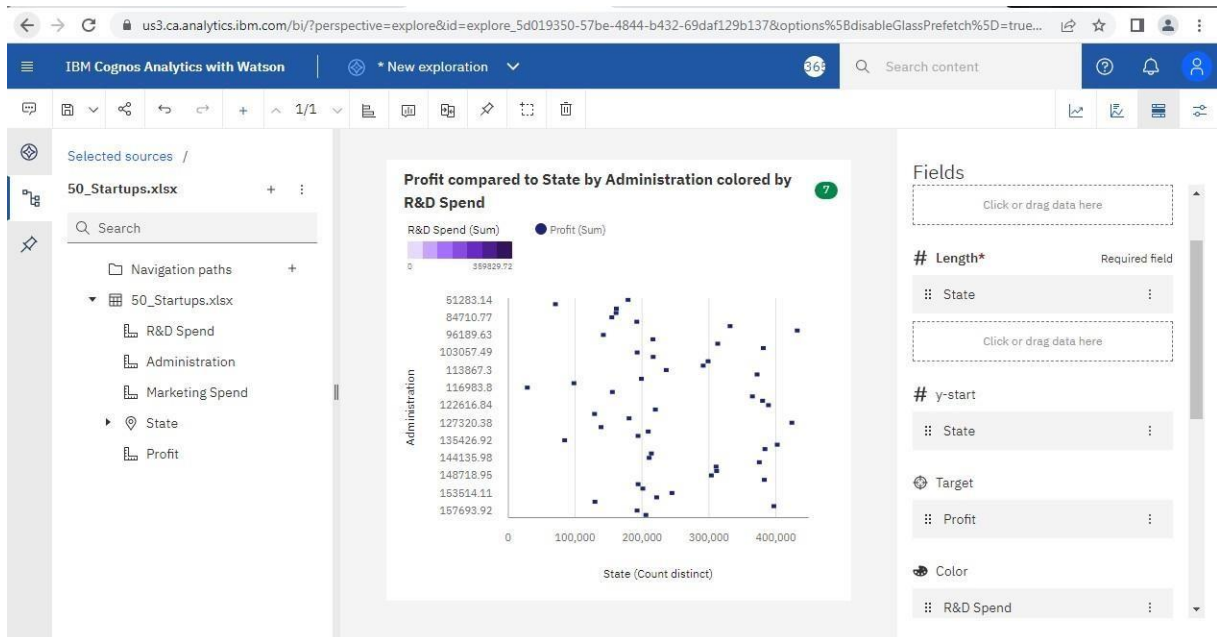 us3.ca.analytics.ibm.com/bi/?perspective=explore&id=explore_5d019350-57be-4844-b432-69daf129b137&options%5BdisableGlassPrefetch%5D=true...
IBM Cognos Analytics with Watson
* New exploration
365
Search content
1/1
Selected sources /
50_Startups.xlsx
Search
Navigation paths
50_Startups.xlsx
R&D Spend
Administration
Marketing Spend
State
Profit
Profit compared to State by Administration colored by
R&D Spend
7
R&D Spend (Sum)
Profit (Sum)
0
359829.72
51283.14
84710.77
96189.63
103057.49
113867.3
116983.8
122616.84
127320.38
135426.92
144135.98
148718.95
153514.11
157693.92
Administration
0
100,000
200,000
300,000
400,000
State (Count distinct)
Fields
Click or drag data here
# Length*
Required field
State
Click or drag data here
# y-start
State
Target
Profit
Color
R&D Spend